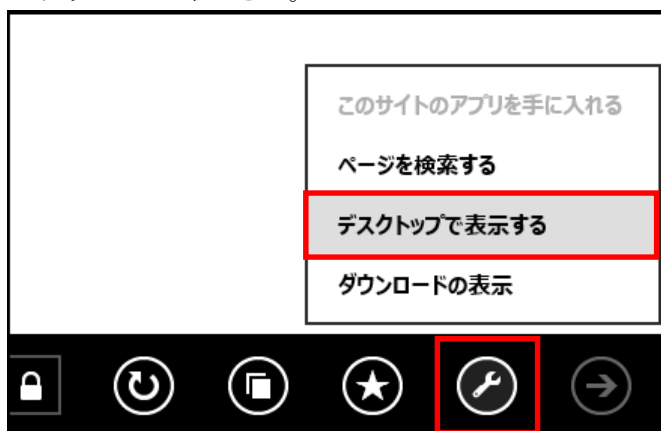 このサイトのアプリを手に入れる
ページを検索する
デスクトップで表示する
ダウンロードの表示